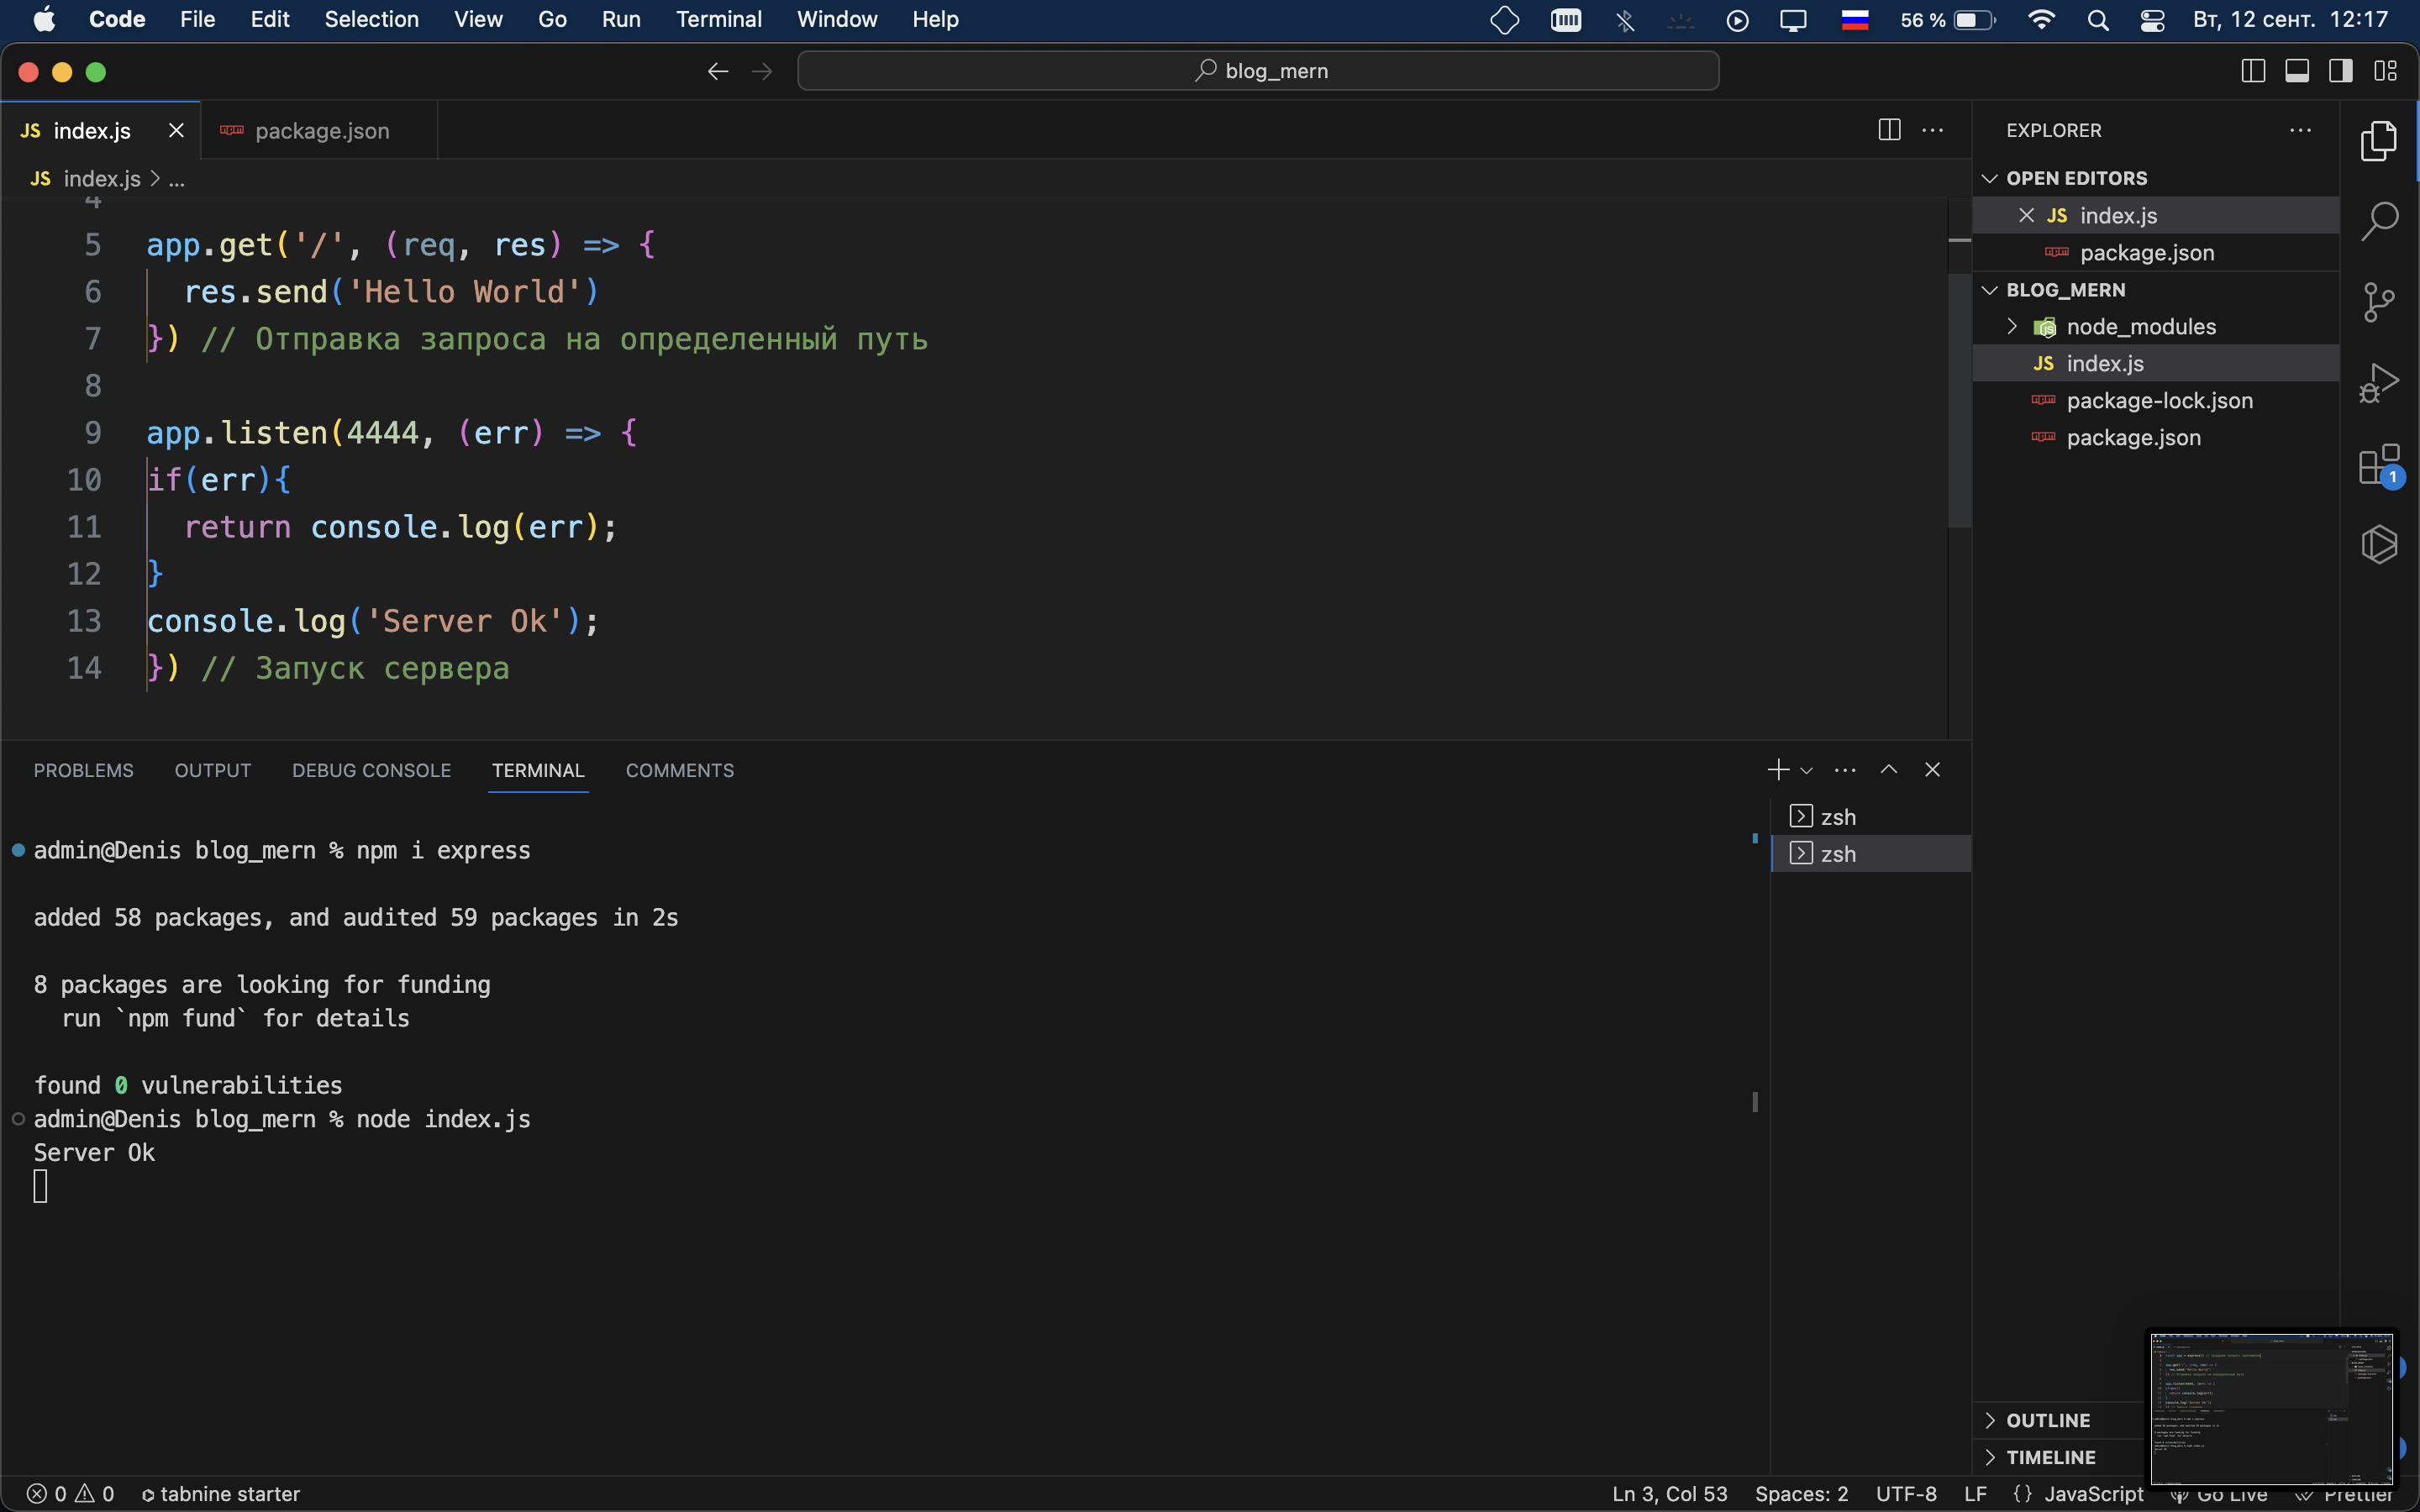 Code File Edit Selection View Go Run Terminal Window Help 56 % Вт, 12 сент. 12:17
blog_mern
JS index.js package.json
JS index.js > ...
4
5 app.get('/', (req, res) => {
6 res.send('Hello World')
7 }) // Отправка запроса на определенный путь
8
9 app.listen(4444, (err) => {
10 if(err){
11 return console.log(err);
12 }
13 console.log('Server Ok');
14 }) // Запуск сервера
PROBLEMS OUTPUT DEBUG CONSOLE TERMINAL COMMENTS
admin@Denis blog_mern % npm i express
added 58 packages, and audited 59 packages in 2s
8 packages are looking for funding
run `npm fund` for details
found 0 vulnerabilities
admin@Denis blog_mern % node index.js
Server Ok
zsh
zsh
EXPLORER
OPEN EDITORS
JS index.js
package.json
BLOG_MERN
node_modules
JS index.js
package-lock.json
package.json
1
OUTLINE
TIMELINE
0 0 tabnine starter Ln 3, Col 53 Spaces: 2 UTF-8 LF {} JavaScript Go Live Prettier